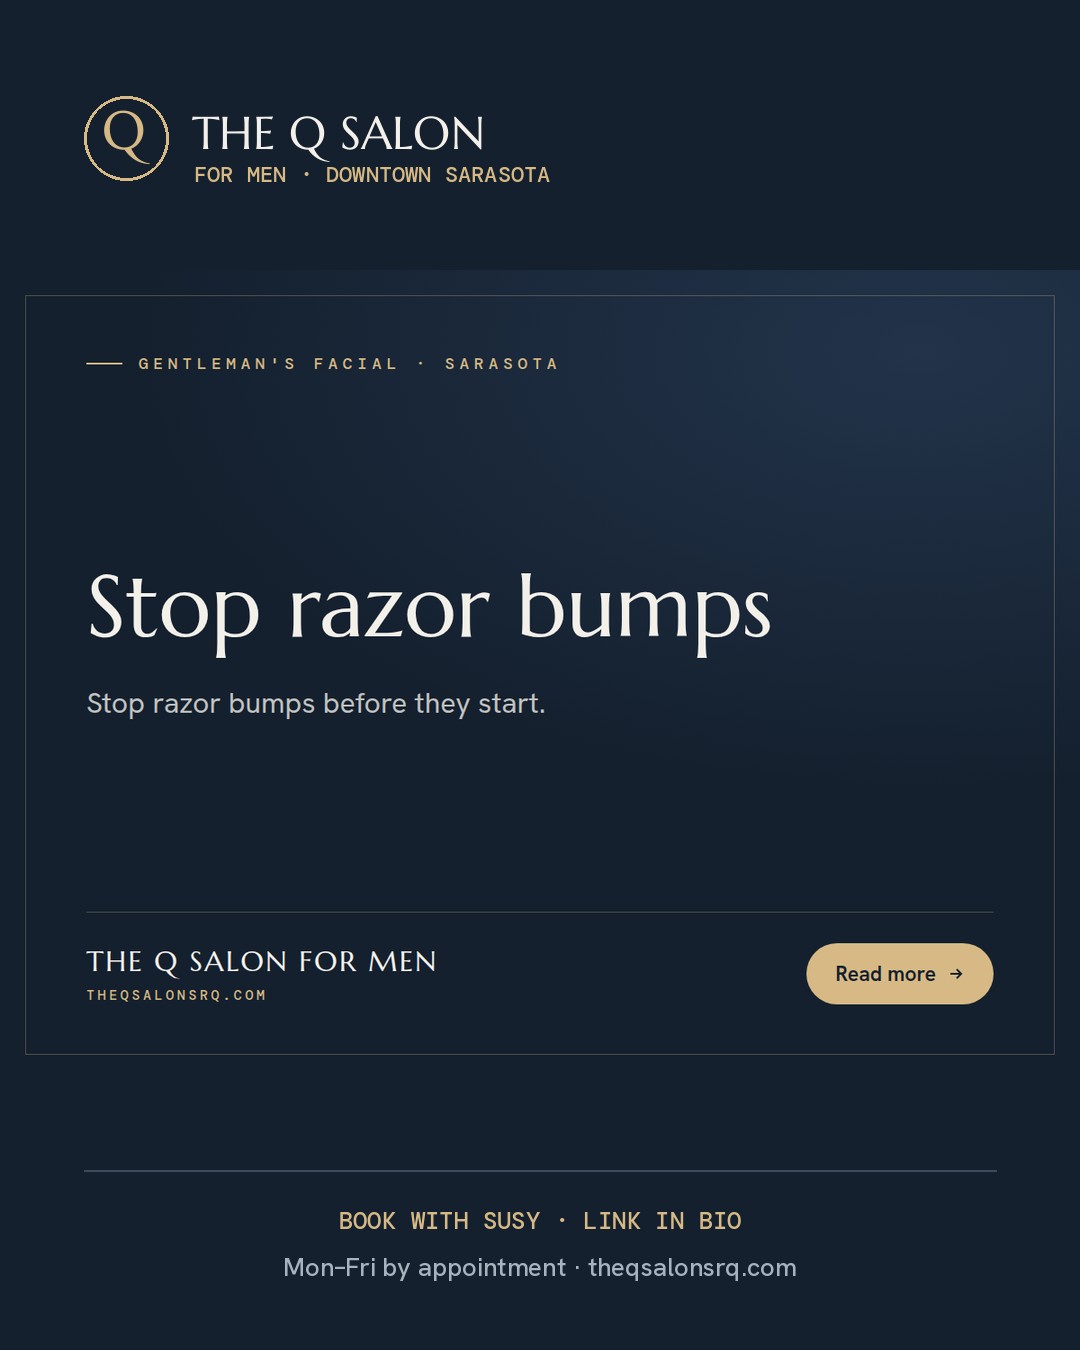 Q THE Q SALON
FOR MEN · DOWNTOWN SARASOTA
GENTLEMAN'S FACIAL · SARASOTA
Stop razor bumps
Stop razor bumps before they start.
THE Q SALON FOR MEN
THEQSALONSRQ.COM
Read more →
BOOK WITH SUSY · LINK IN BIO
Mon–Fri by appointment · theqsalonsrq.com